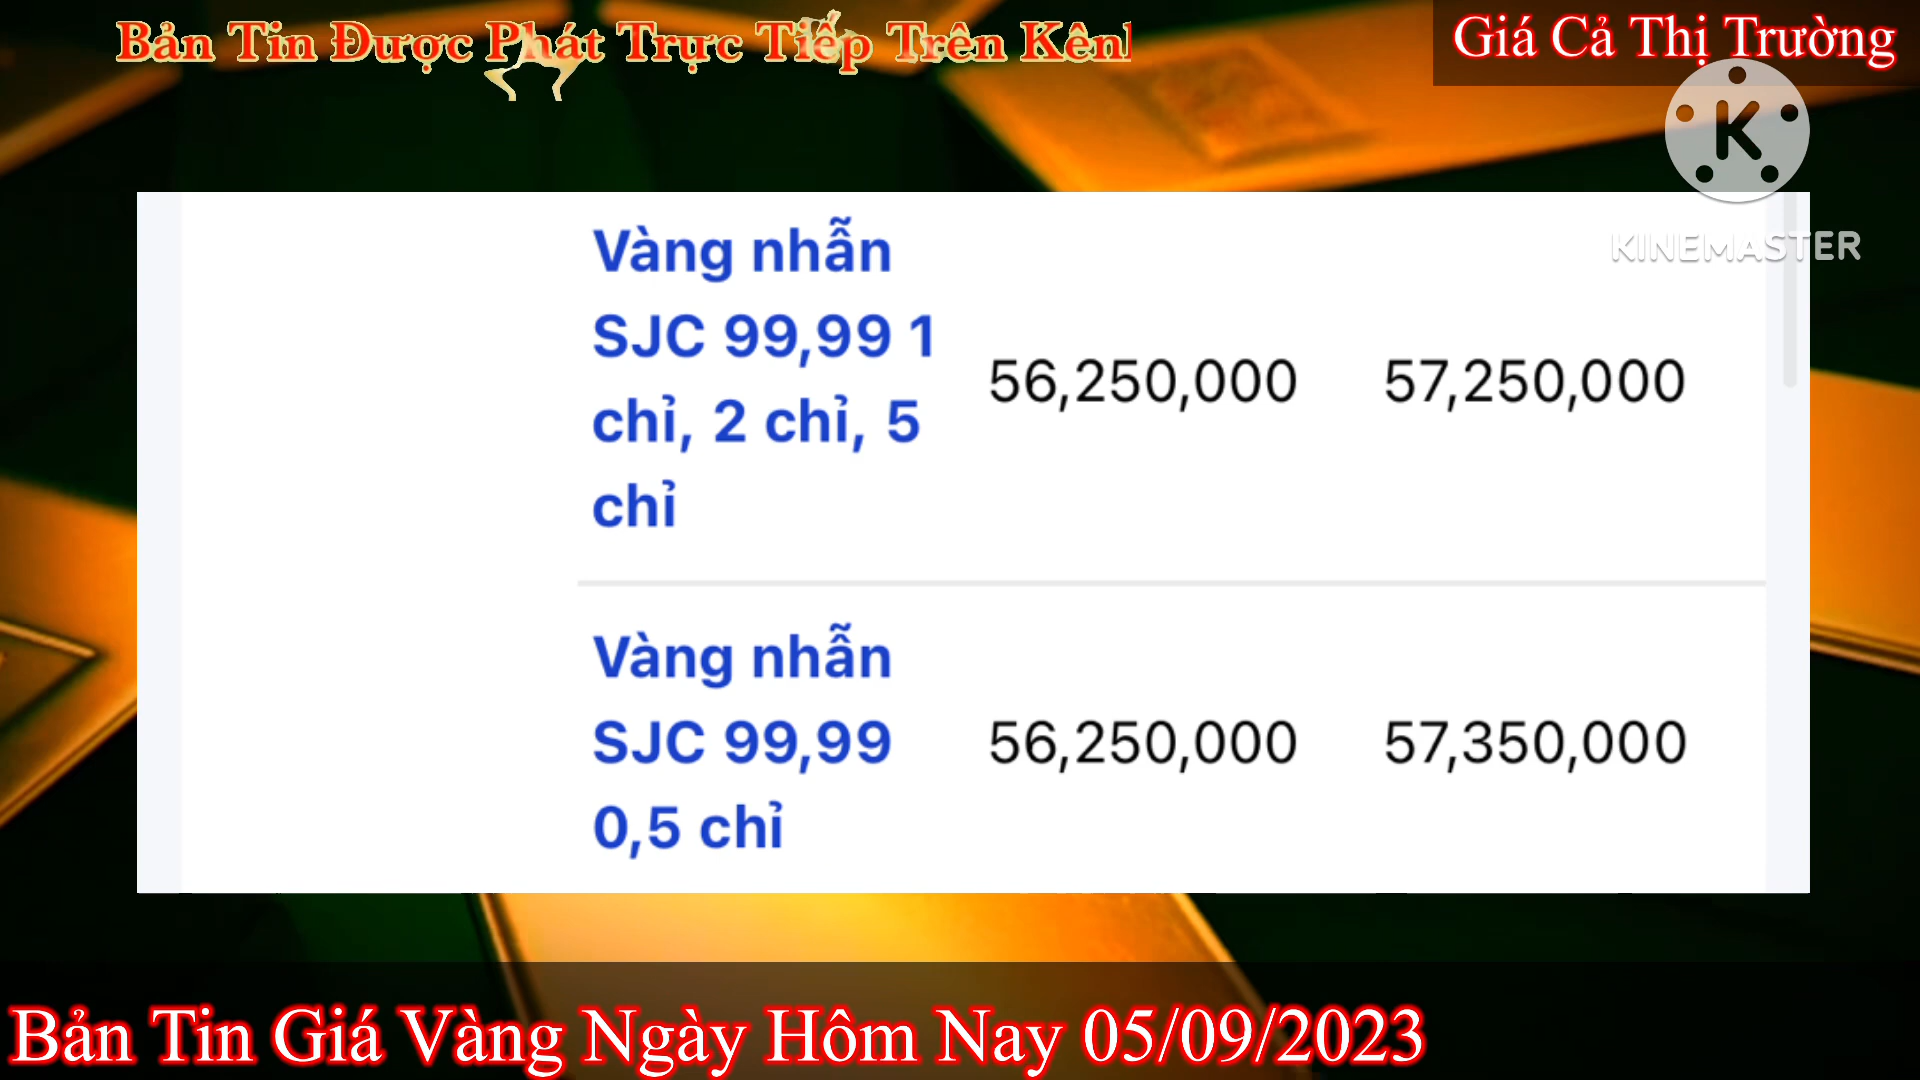 Bản Tin Được Phát Trực Tiếp Trên Kên
Giá Cả Thị Trường
K
KINEMASTER
Vàng nhẫn
SJC 99,99 1
chỉ, 2 chỉ, 5
chỉ
56,250,000 57,250,000
Vàng nhẫn
SJC 99,99
0,5 chỉ
56,250,000 57,350,000
Bản Tin Giá Vàng Ngày Hôm Nay 05/09/2023